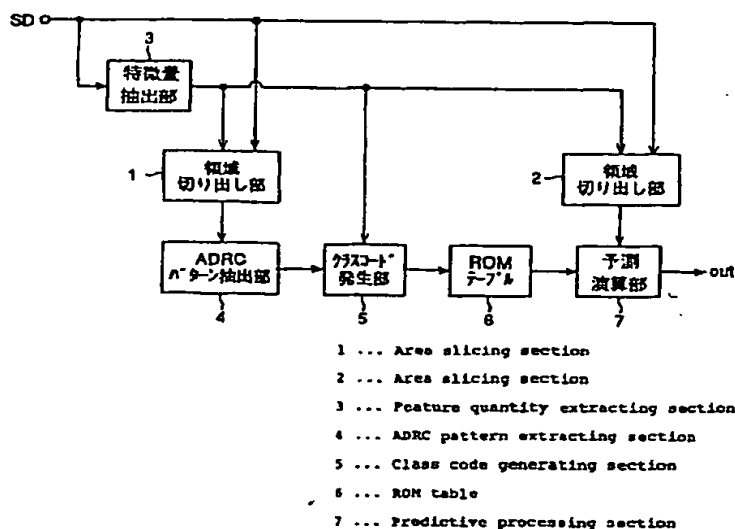 SD
3
特徴量
抽出部
1
領域
切り出し部
2
領域
切り出し部
ADRC
パターン抽出部
4
クラスコード
発生部
5
ROM
テーブル
6
予測
演算部
7
out
1 ... Area slicing section
2 ... Area slicing section
3 ... Feature quantity extracting section
4 ... ADRC pattern extracting section
5 ... Class code generating section
6 ... ROM table
7 ... Predictive processing section